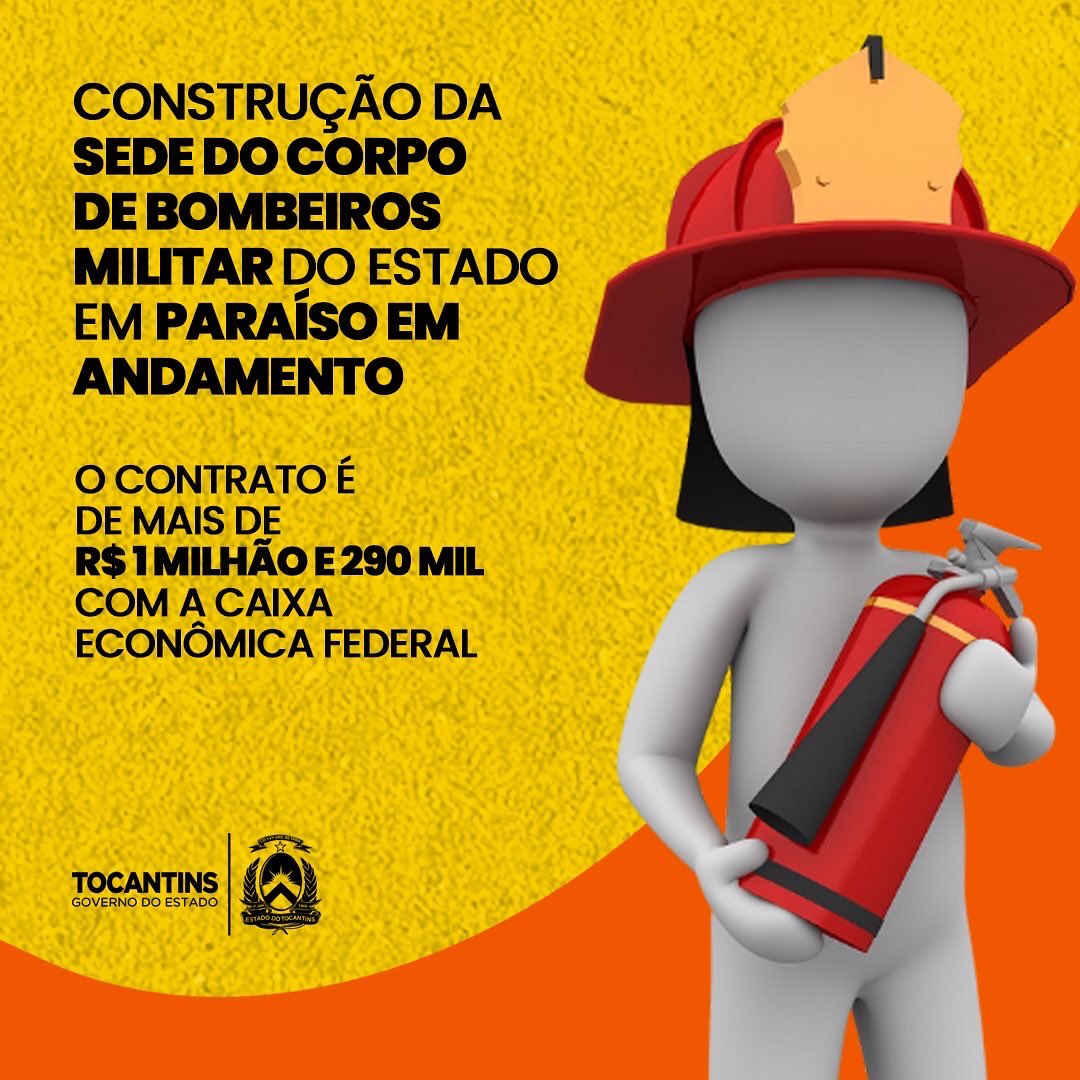 CONSTRUÇÃO DA
SEDE DO CORPO
DE BOMBEIROS
MILITAR DO ESTADO
EM PARAÍSO EM
ANDAMENTO
O CONTRATO É
DE MAIS DE
R$ 1 MILHÃO E 290 MIL
COM A CAIXA
ECONÔMICA FEDERAL
TOCANTINS
GOVERNO DO ESTADO
ESTADO DO TOCANTINS